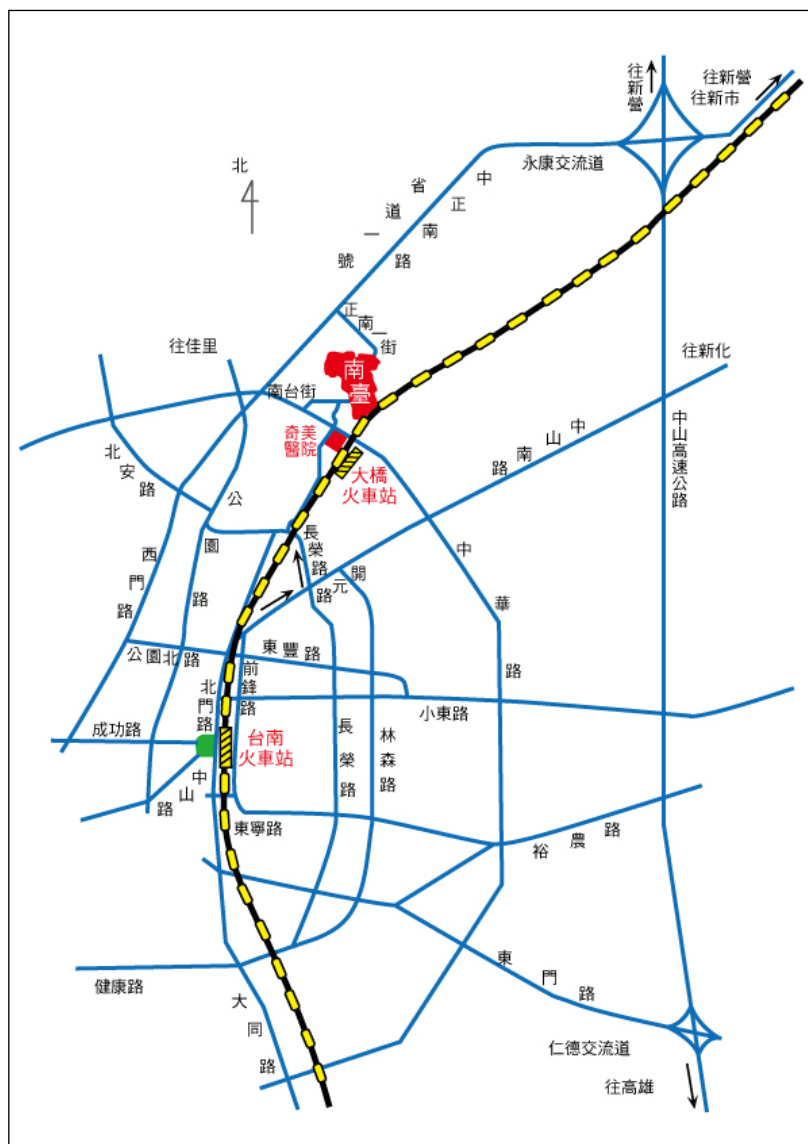 往新營
往新營
往新市
永康交流道
北
省道一號
中正南路
正南一街
往佳里
往新化
南臺
南台街
奇美
醫院
大橋
火車站
北安路
中山南路
中山高速公路
公園路
西門路
長榮路
開元路
中華路
公園北路
東豐路
北門路
前鋒路
小東路
成功路
台南
火車站
長榮路
林森路
中山路
東寧路
裕農路
健康路
東門路
大同路
仁德交流道
往高雄